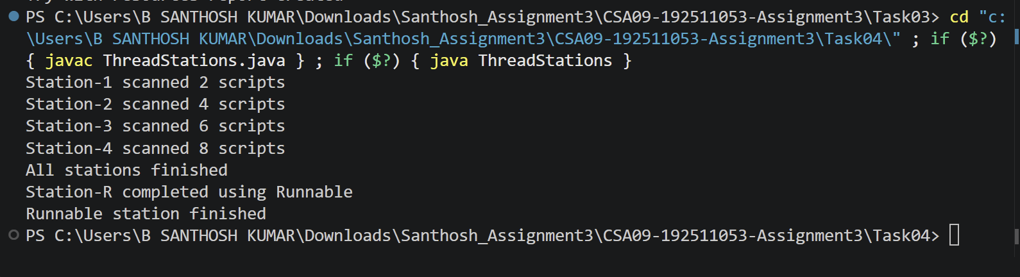 PS C:\Users\B SANTHOSH KUMAR\Downloads\Santhosh_Assignment3\CSA09-192511053-Assignment3\Task03> cd "c:
\Users\B SANTHOSH KUMAR\Downloads\Santhosh_Assignment3\CSA09-192511053-Assignment3\Task04\" ; if ($?)
{ javac ThreadStations.java } ; if ($?) { java ThreadStations }
Station-1 scanned 2 scripts
Station-2 scanned 4 scripts
Station-3 scanned 6 scripts
Station-4 scanned 8 scripts
All stations finished
Station-R completed using Runnable
Runnable station finished
PS C:\Users\B SANTHOSH KUMAR\Downloads\Santhosh_Assignment3\CSA09-192511053-Assignment3\Task04>